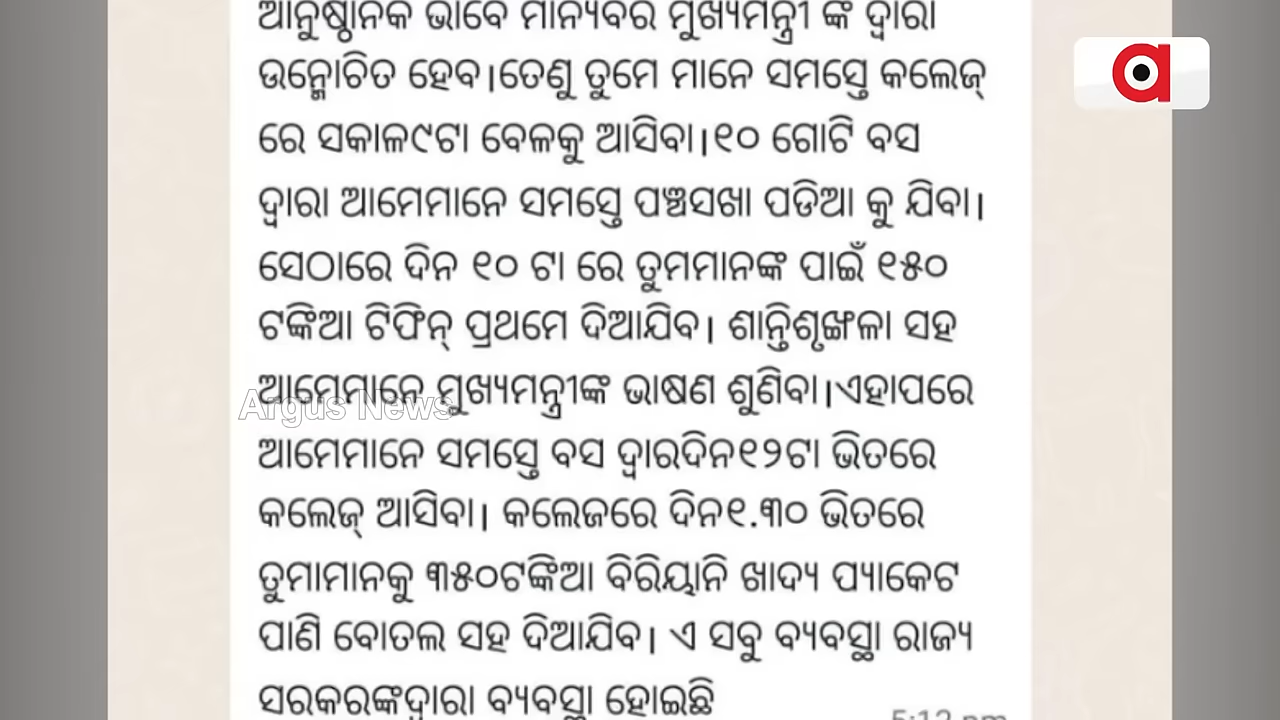 ଆନୁଷ୍ଠାନିକ ଭାବେ ମାନ୍ୟବର ମୁଖ୍ୟମନ୍ତ୍ରୀ ଙ୍କ ଦ୍ୱାରା
ଉନ୍ମୋଚିତ ହେବ।ତେଣୁ ତୁମେ ମାନେ ସମସ୍ତେ କଲେଜ୍
ରେ ସକାଳ୯ଟା ବେଳକୁ ଆସିବା।୧୦ ଗୋଟି ବସ
ଦ୍ୱାରା ଆମେମାନେ ସମସ୍ତେ ପଞ୍ଚସଖା ପଡିଆ କୁ ଯିବା।
ସେଠାରେ ଦିନ ୧୦ ଟା ରେ ତୁମମାନଙ୍କ ପାଇଁ ୧୫୦
ଟଙ୍କିଆ ଟିଫିନ୍ ପ୍ରଥମେ ଦିଆଯିବ। ଶାନ୍ତିଶୃଙ୍ଖଳା ସହ
ଆମେମାନେ ମୁଖ୍ୟମନ୍ତ୍ରୀଙ୍କ ଭାଷଣ ଶୁଣିବା।ଏହାପରେ
Argus News
ଆମେମାନେ ସମସ୍ତେ ବସ ଦ୍ୱାରଦିନ୧୨ଟା ଭିତରେ
କଲେଜ୍ ଆସିବା। କଲେଜରେ ଦିନ୧.୩୦ ଭିତରେ
ତୁମାମାନକୁ ୩୫୦ଟଙ୍କିଆ ବିରିୟାନି ଖାଦ୍ୟ ପ୍ୟାକେଟ
ପାଣି ବୋତଲ ସହ ଦିଆଯିବ। ଏ ସବୁ ବ୍ୟବସ୍ଥା ରାଜ୍ୟ
ସରକରଙ୍କଦ୍ୱାରା ବ୍ୟବସ୍ଥା ହୋଇଛି
5:12 pm